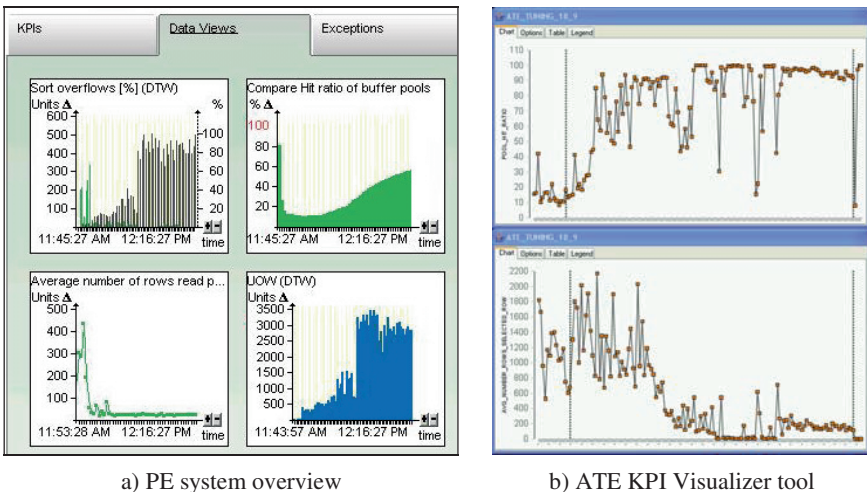 KPIs Data Views Exceptions
Sort overflows [%] (DTW)
Units Δ %
600
500
400
300
200
100
100
80
60
40
20
11:45:27 AM 12:16:27 PM time
Compare Hit ratio of buffer pools
% Δ
100
80
60
40
20
11:45:27 AM 12:16:27 PM time
Average number of rows read p...
Units Δ
500
400
300
200
100
11:53:28 AM 12:16:27 PM time
UOW (DTW)
Units Δ
3500
3000
2500
2000
1500
1000
500
11:43:57 AM 12:16:27 PM time
a) PE system overview
ATE_TUNING_18_9
Chart Options Table Legend
POOL_HIT_RATIO
110
100
90
80
70
60
50
40
30
20
10
0
ATE_TUNING_18_9
Chart Options Table Legend
AVG_NUMBER_ROWS_SELECTED_ROW
2200
2000
1800
1600
1400
1200
1000
800
600
400
200
0
b) ATE KPI Visualizer tool